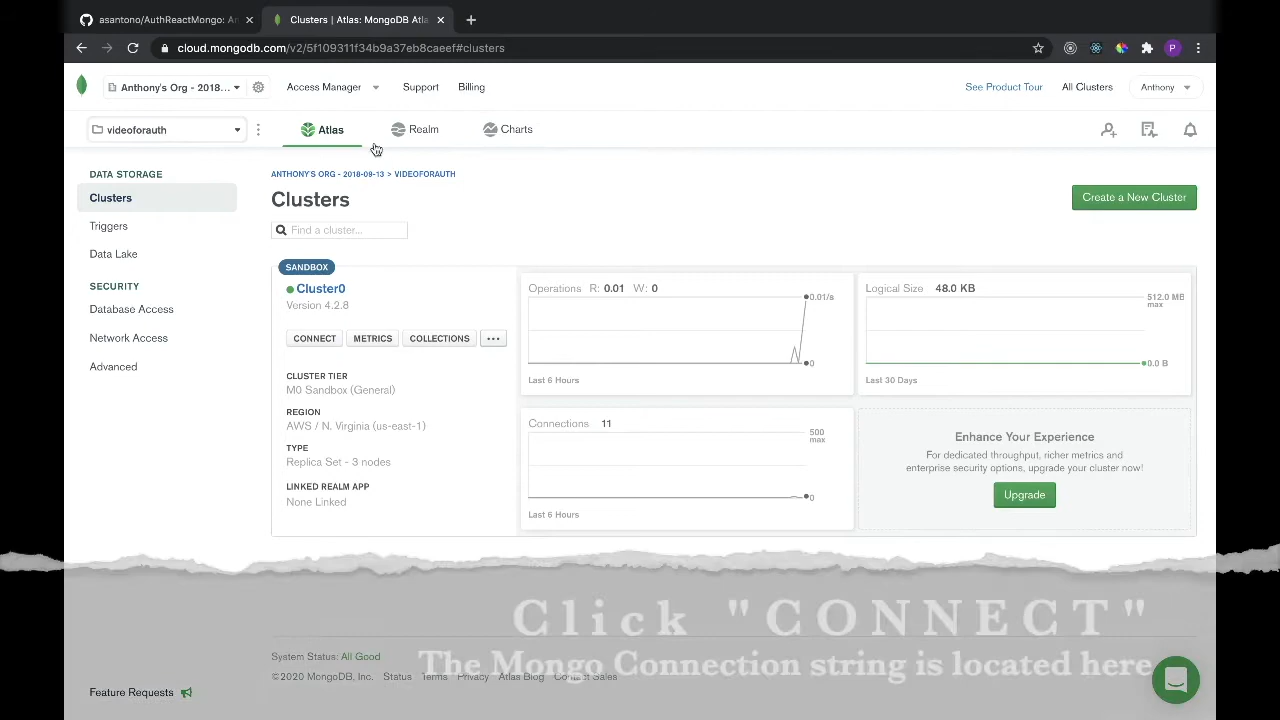 asantono/AuthReactMongo: An
Clusters | Atlas: MongoDB Atla
cloud.mongodb.com/v2/5f109311f34b9a37eb8caeef#clusters
P
Anthony's Org - 2018-...
Access Manager
Support
Billing
See Product Tour
All Clusters
Anthony
videoforauth
Atlas
Realm
Charts
DATA STORAGE
Clusters
Triggers
Data Lake
SECURITY
Database Access
Network Access
Advanced
Feature Requests
ANTHONY'S ORG - 2018-09-13 > VIDEOFORAUTH
Clusters
Create a New Cluster
Find a cluster...
SANDBOX
Cluster0
Version 4.2.8
CONNECT
METRICS
COLLECTIONS
...
CLUSTER TIER
M0 Sandbox (General)
REGION
AWS / N. Virginia (us-east-1)
TYPE
Replica Set - 3 nodes
LINKED REALM APP
None Linked
Operations R: 0.01 W: 0
0.01/s
0
Last 6 Hours
Logical Size 48.0 KB
512.0 MB
max
0.0 B
Last 30 Days
Connections 11
500
max
0
Last 6 Hours
Enhance Your Experience
For dedicated throughput, richer metrics and
enterprise security options, upgrade your cluster now!
Upgrade
Click "CONNECT"
The Mongo Connection string is located here
System Status: All Good
©2020 MongoDB, Inc. Status Terms Privacy Atlas Blog Contact Sales